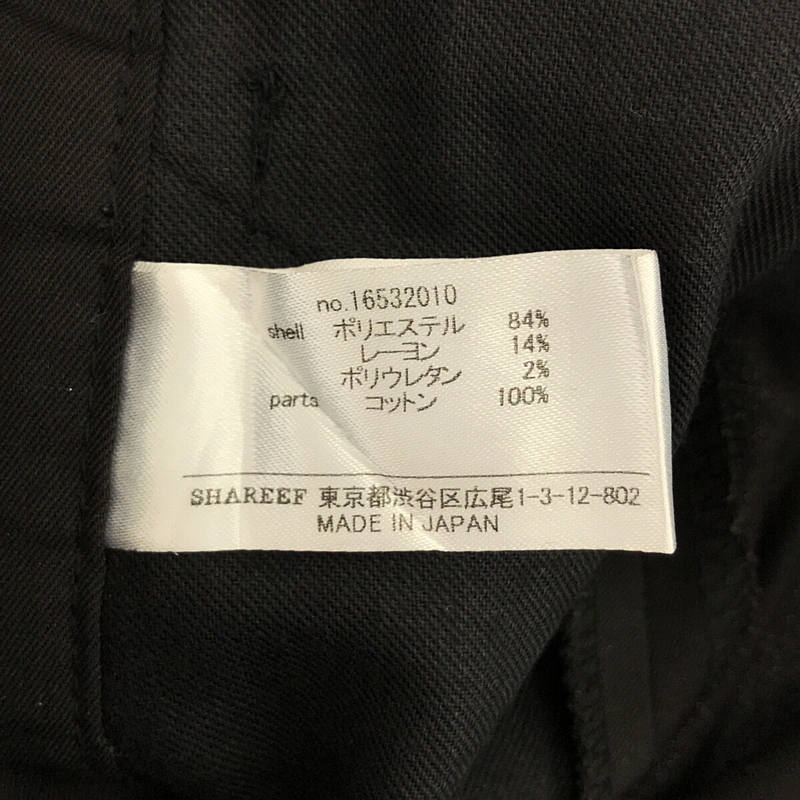 no.16532010
shell ポリエステル 84%
レーヨン 14%
ポリウレタン 2%
parts コットン 100%
SHAREEF 東京都渋谷区広尾1-3-12-802
MADE IN JAPAN